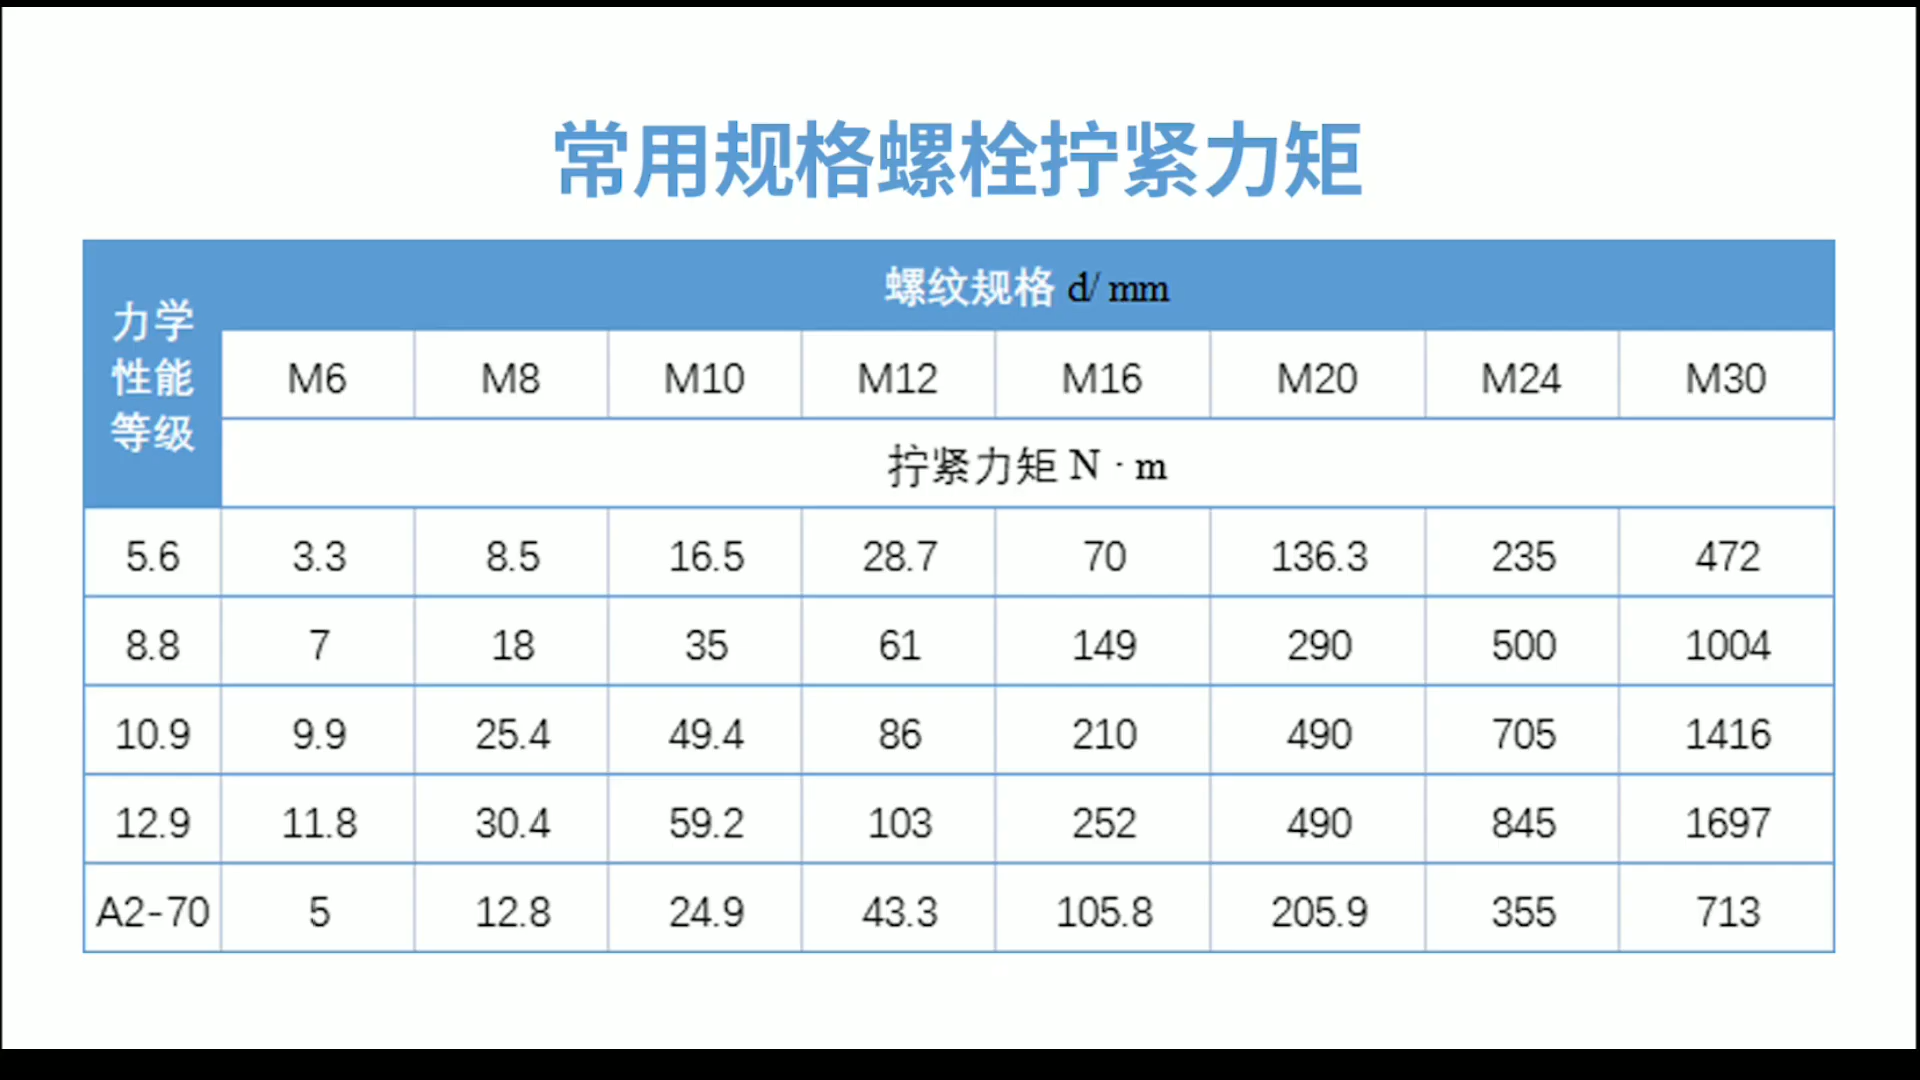 常用规格螺栓拧紧力矩
力学
性能
等级
螺纹规格 d/ mm
M6 M8 M10 M12 M16 M20 M24 M30
拧紧力矩 N · m
5.6 3.3 8.5 16.5 28.7 70 136.3 235 472
8.8 7 18 35 61 149 290 500 1004
10.9 9.9 25.4 49.4 86 210 490 705 1416
12.9 11.8 30.4 59.2 103 252 490 845 1697
A2-70 5 12.8 24.9 43.3 105.8 205.9 355 713